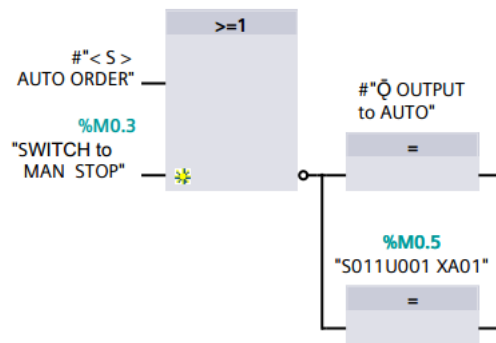 >=1
#"< S >
AUTO ORDER"
%M0.3
"SWITCH to
MAN STOP"
#"Q̄ OUTPUT
to AUTO"
=
%M0.5
"S011U001 XA01"
=